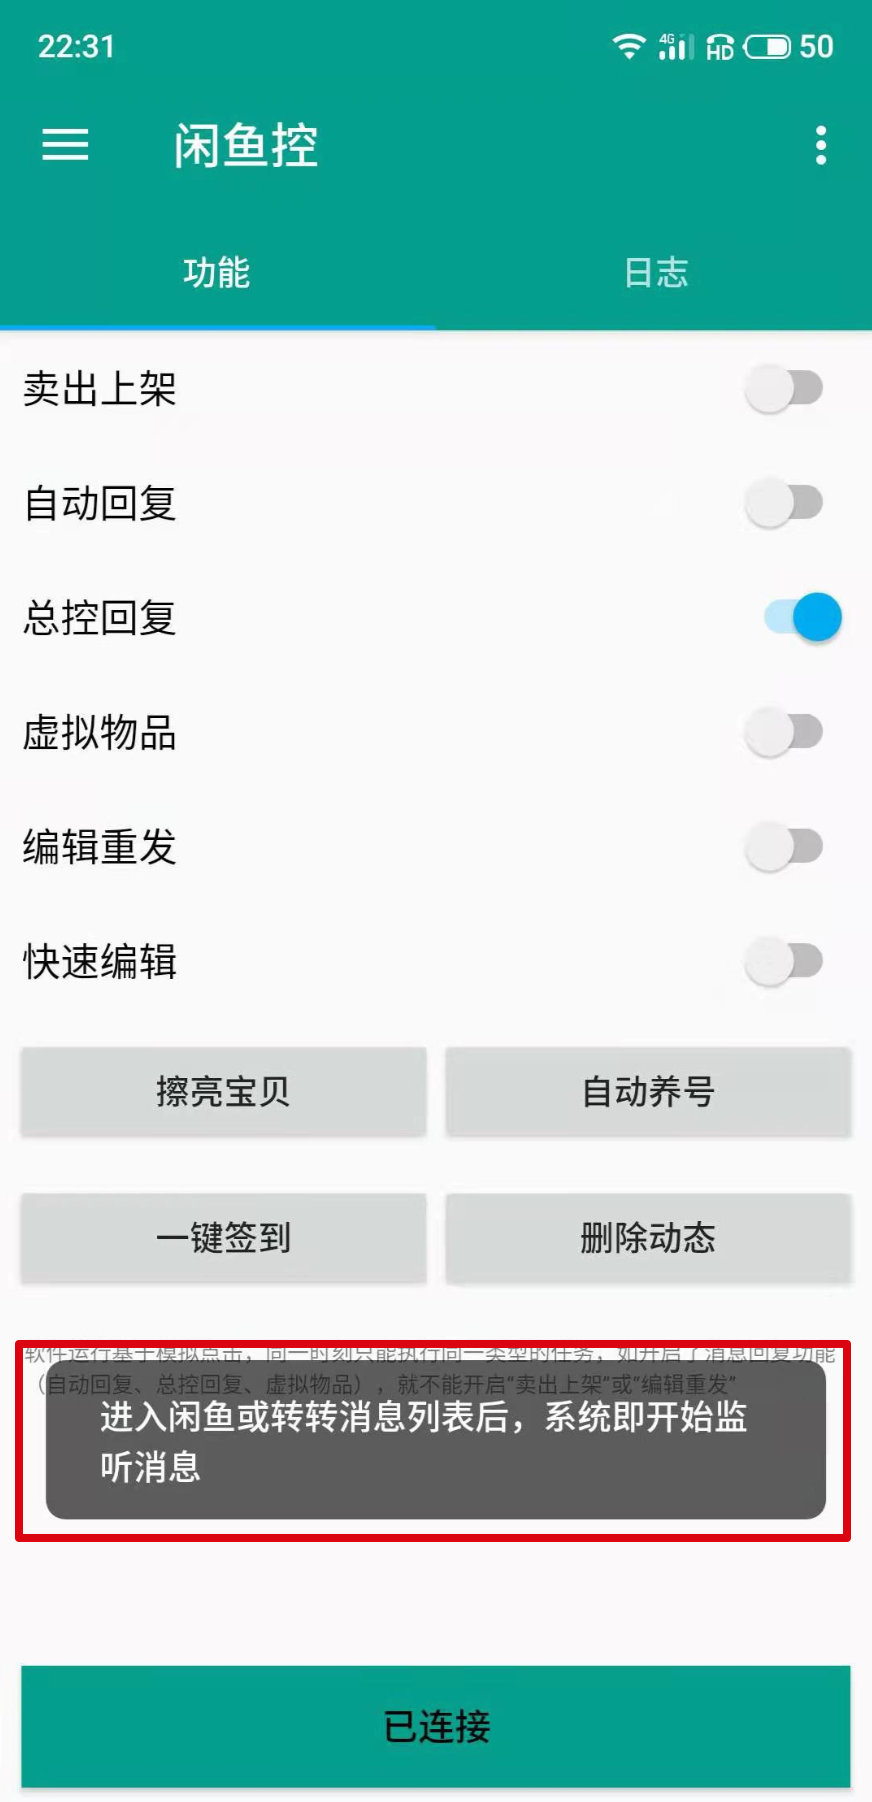 22:31
4G
HD
50
闲鱼控
功能
日志
卖出上架
自动回复
总控回复
虚拟物品
编辑重发
快速编辑
擦亮宝贝
自动养号
一键签到
删除动态
软件运行基于模拟点击，同一时刻只能执行同一类型的任务，如开启了消息回复功能
（自动回复、总控回复、虚拟物品），就不能开启“卖出上架”或“编辑重发”
进入闲鱼或转转消息列表后，系统即开始监
听消息
已连接